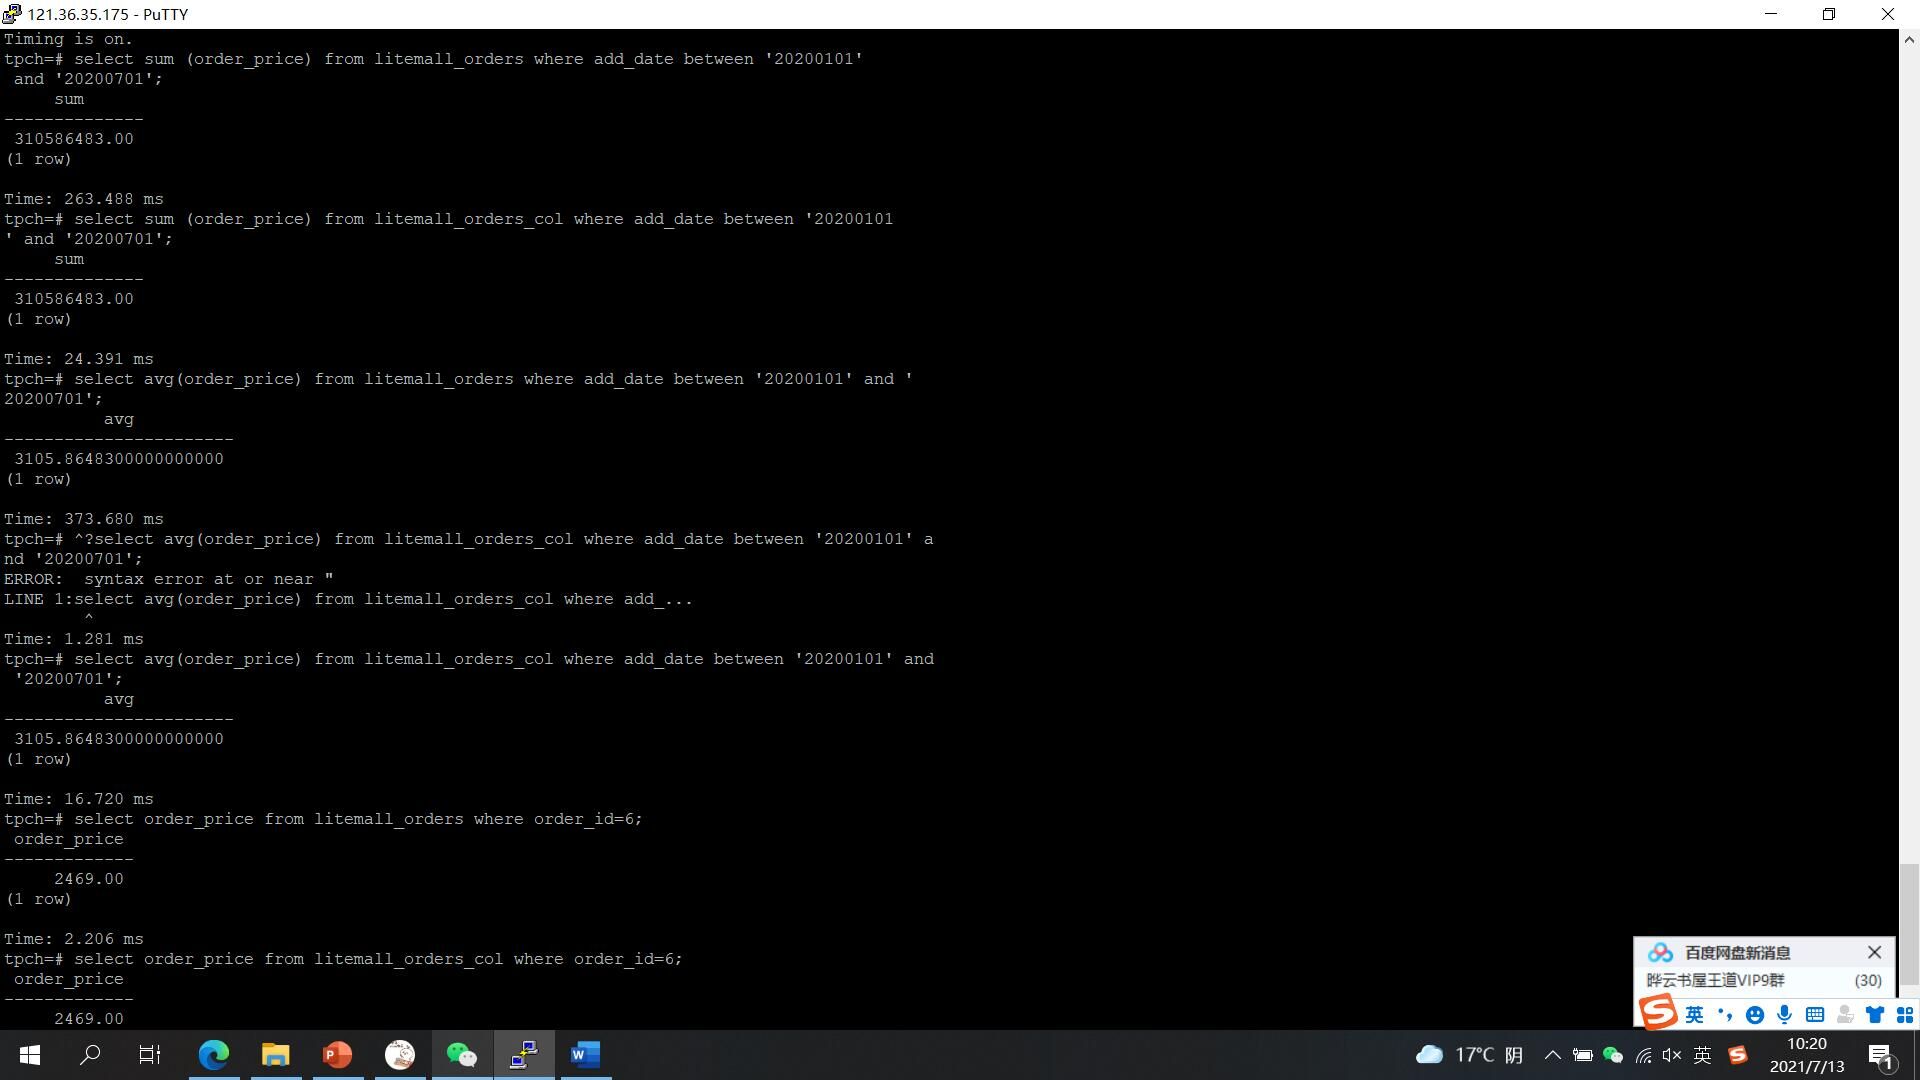 121.36.35.175 - PuTTY
Timing is on.
tpch=# select sum (order_price) from litemall_orders where add_date between '20200101'
 and '20200701';
     sum
--------------
 310586483.00
(1 row)

Time: 263.488 ms
tpch=# select sum (order_price) from litemall_orders_col where add_date between '20200101
' and '20200701';
     sum
--------------
 310586483.00
(1 row)

Time: 24.391 ms
tpch=# select avg(order_price) from litemall_orders where add_date between '20200101' and '
20200701';
          avg
-----------------------
 3105.8648300000000000
(1 row)

Time: 373.680 ms
tpch=# ^?select avg(order_price) from litemall_orders_col where add_date between '20200101' a
nd '20200701';
ERROR:  syntax error at or near "
LINE 1:select avg(order_price) from litemall_orders_col where add_...
        ^
Time: 1.281 ms
tpch=# select avg(order_price) from litemall_orders_col where add_date between '20200101' and
 '20200701';
          avg
-----------------------
 3105.8648300000000000
(1 row)

Time: 16.720 ms
tpch=# select order_price from litemall_orders where order_id=6;
 order_price
-------------
     2469.00
(1 row)

Time: 2.206 ms
tpch=# select order_price from litemall_orders_col where order_id=6;
 order_price
-------------
     2469.00
百度网盘新消息
晔云书屋王道VIP9群 (30)
英
17°C 阴
英
10:20
2021/7/13
1